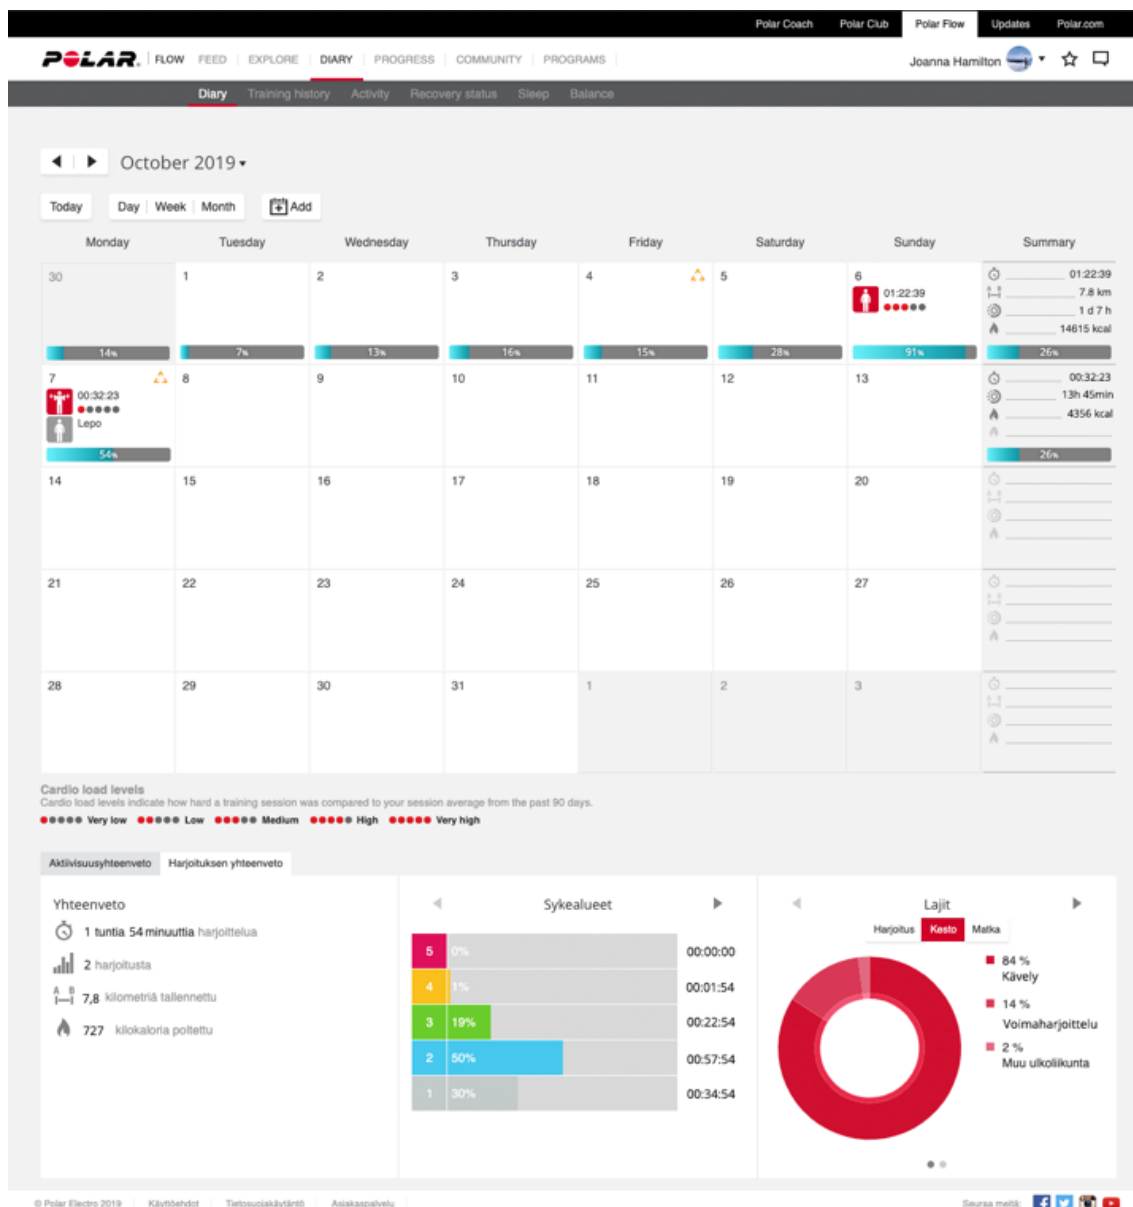 Polar Coach Polar Club Polar Flow Updates Polar.com
POLAR. FLOW FEED EXPLORE DIARY PROGRESS COMMUNITY PROGRAMS Joanna Hamilton
Diary Training history Activity Recovery status Sleep Balance
October 2019
Today Day Week Month Add
Monday Tuesday Wednesday Thursday Friday Saturday Sunday Summary
30 1 2 3 4 5 6 01:22:39
01:22:39 7.8 km
1 d 7 h
14615 kcal
14% 7% 13% 16% 15% 28% 91% 26%
7 8 9 10 11 12 13 00:32:23
00:32:23 13h 45min
Lepo 4356 kcal
54% 26%
14 15 16 17 18 19 20
21 22 23 24 25 26 27
28 29 30 31 1 2 3
Cardio load levels
Cardio load levels indicate how hard a training session was compared to your session average from the past 90 days.
Very low Low Medium High Very high
Aktiivisuusyhteenveto Harjoituksen yhteenveto
Yhteenveto
1 tuntia 54 minuuttia harjoittelua
2 harjoitusta
A B 7,8 kilometriä tallennettu
727 kilokaloria poltettu
Sykealueet
5 0% 00:00:00
4 1% 00:01:54
3 19% 00:22:54
2 50% 00:57:54
1 30% 00:34:54
Lajit
Harjoitus Kesto Matka
84 %
Kävely
14 %
Voimaharjoittelu
2 %
Muu ulkoliikunta
© Polar Electro 2019 Käyttöehdot Tietosuojakäytäntö Asiakaspalvelu Seuraa meitä: